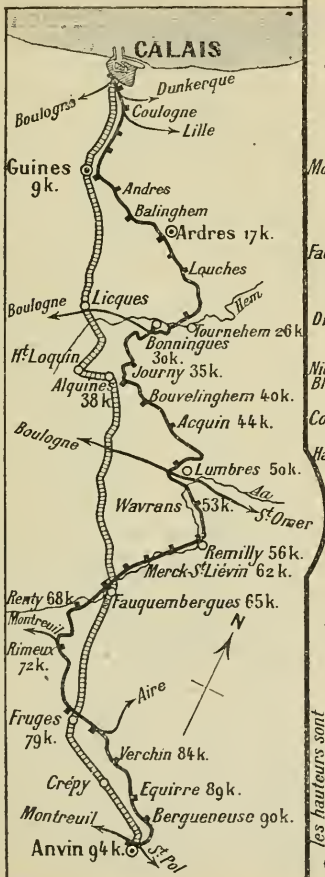 CALAIS
Boulogne
Dunkerque
Coulogne
Lille
Guines
9k.
Andres
Balinghem
Ardres 17k.
Louches
Licques
Boulogne
Hem
Tournehem 26k.
Bonningues
30k.
Ht Loquin
Journy 35k.
Alquines
38k.
Bouvelinghem 40k.
Acquin 44k.
Boulogne
Lumbres 50k.
Aa
Wavrans 53k.
St Omer
Remilly 56k.
Merck-St Liévin 62k.
Renty 68k.
Fauquembergues 65k.
Montreuil
Rimeux
72k.
N
Aire
Fruges
79k.
Verchin 84k.
Crépy
Equirre 89k.
Montreuil
Bergueneuse 90k.
Anvin 94k.
St Pol
les hauteurs sont